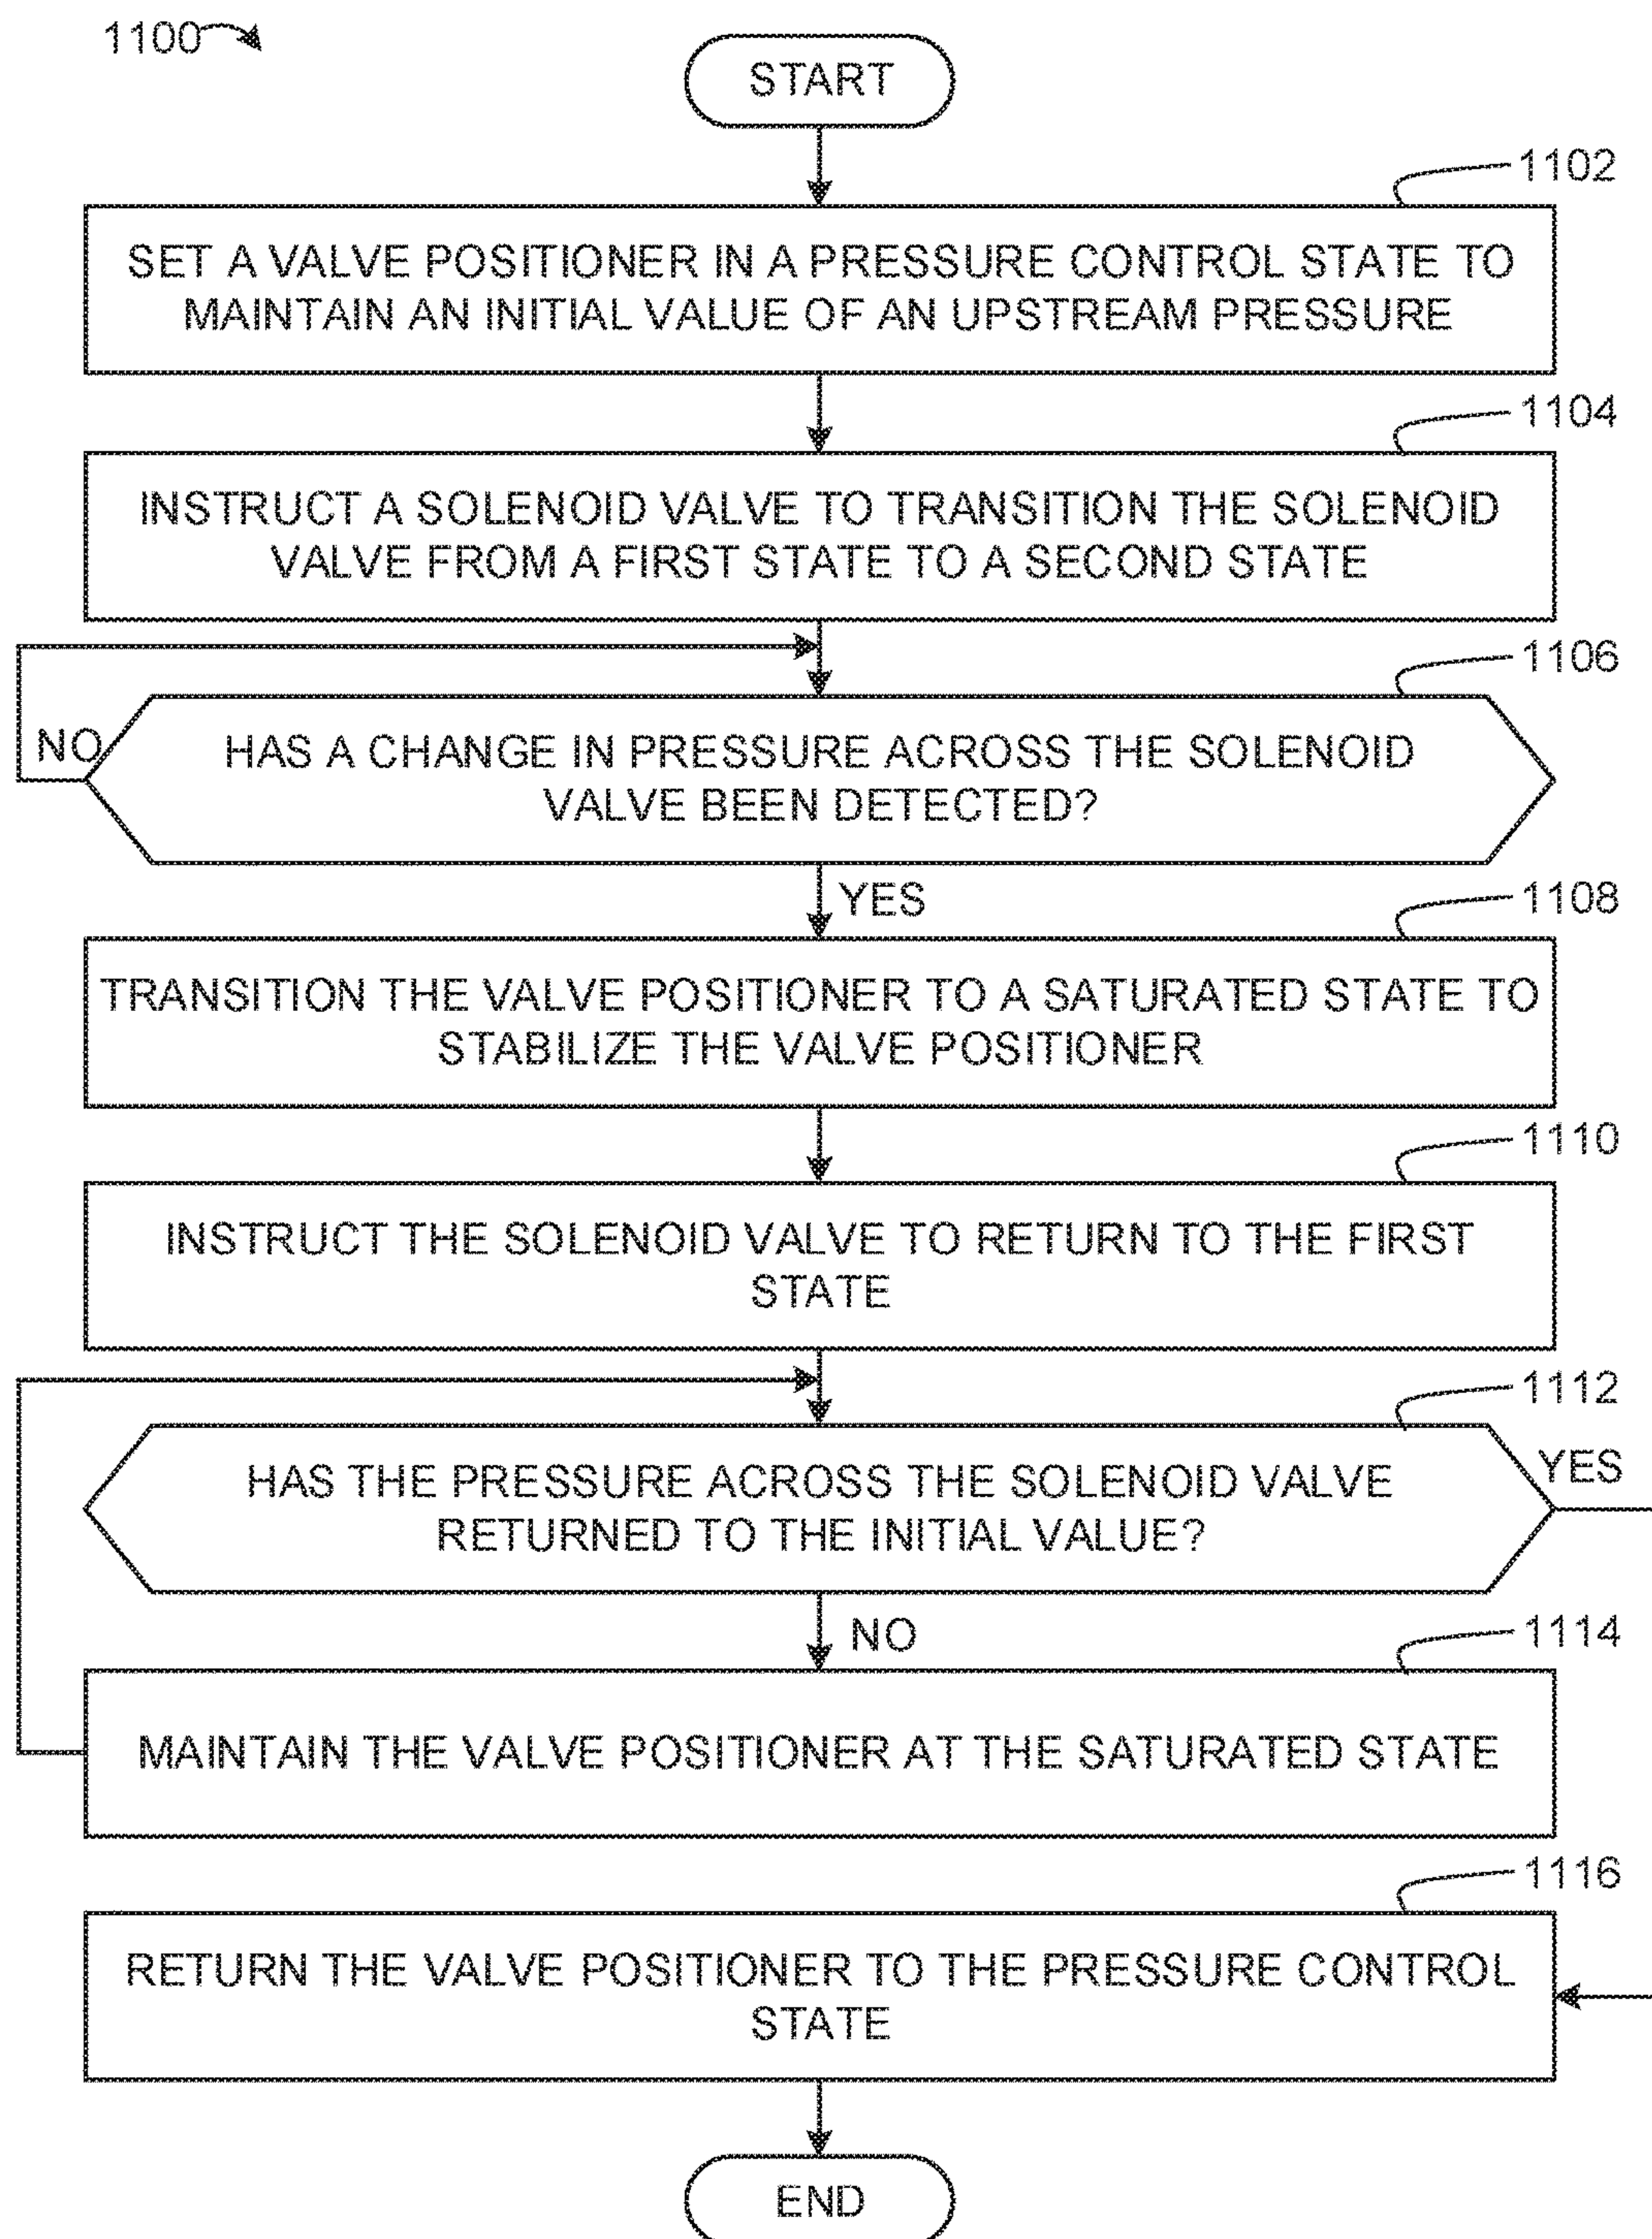 1100
START
1102
SET A VALVE POSITIONER IN A PRESSURE CONTROL STATE TO
MAINTAIN AN INITIAL VALUE OF AN UPSTREAM PRESSURE
1104
INSTRUCT A SOLENOID VALVE TO TRANSITION THE SOLENOID
VALVE FROM A FIRST STATE TO A SECOND STATE
1106
NO
HAS A CHANGE IN PRESSURE ACROSS THE SOLENOID
VALVE BEEN DETECTED?
YES
1108
TRANSITION THE VALVE POSITIONER TO A SATURATED STATE TO
STABILIZE THE VALVE POSITIONER
1110
INSTRUCT THE SOLENOID VALVE TO RETURN TO THE FIRST
STATE
1112
HAS THE PRESSURE ACROSS THE SOLENOID VALVE
RETURNED TO THE INITIAL VALUE?
YES
NO
1114
MAINTAIN THE VALVE POSITIONER AT THE SATURATED STATE
1116
RETURN THE VALVE POSITIONER TO THE PRESSURE CONTROL
STATE
END